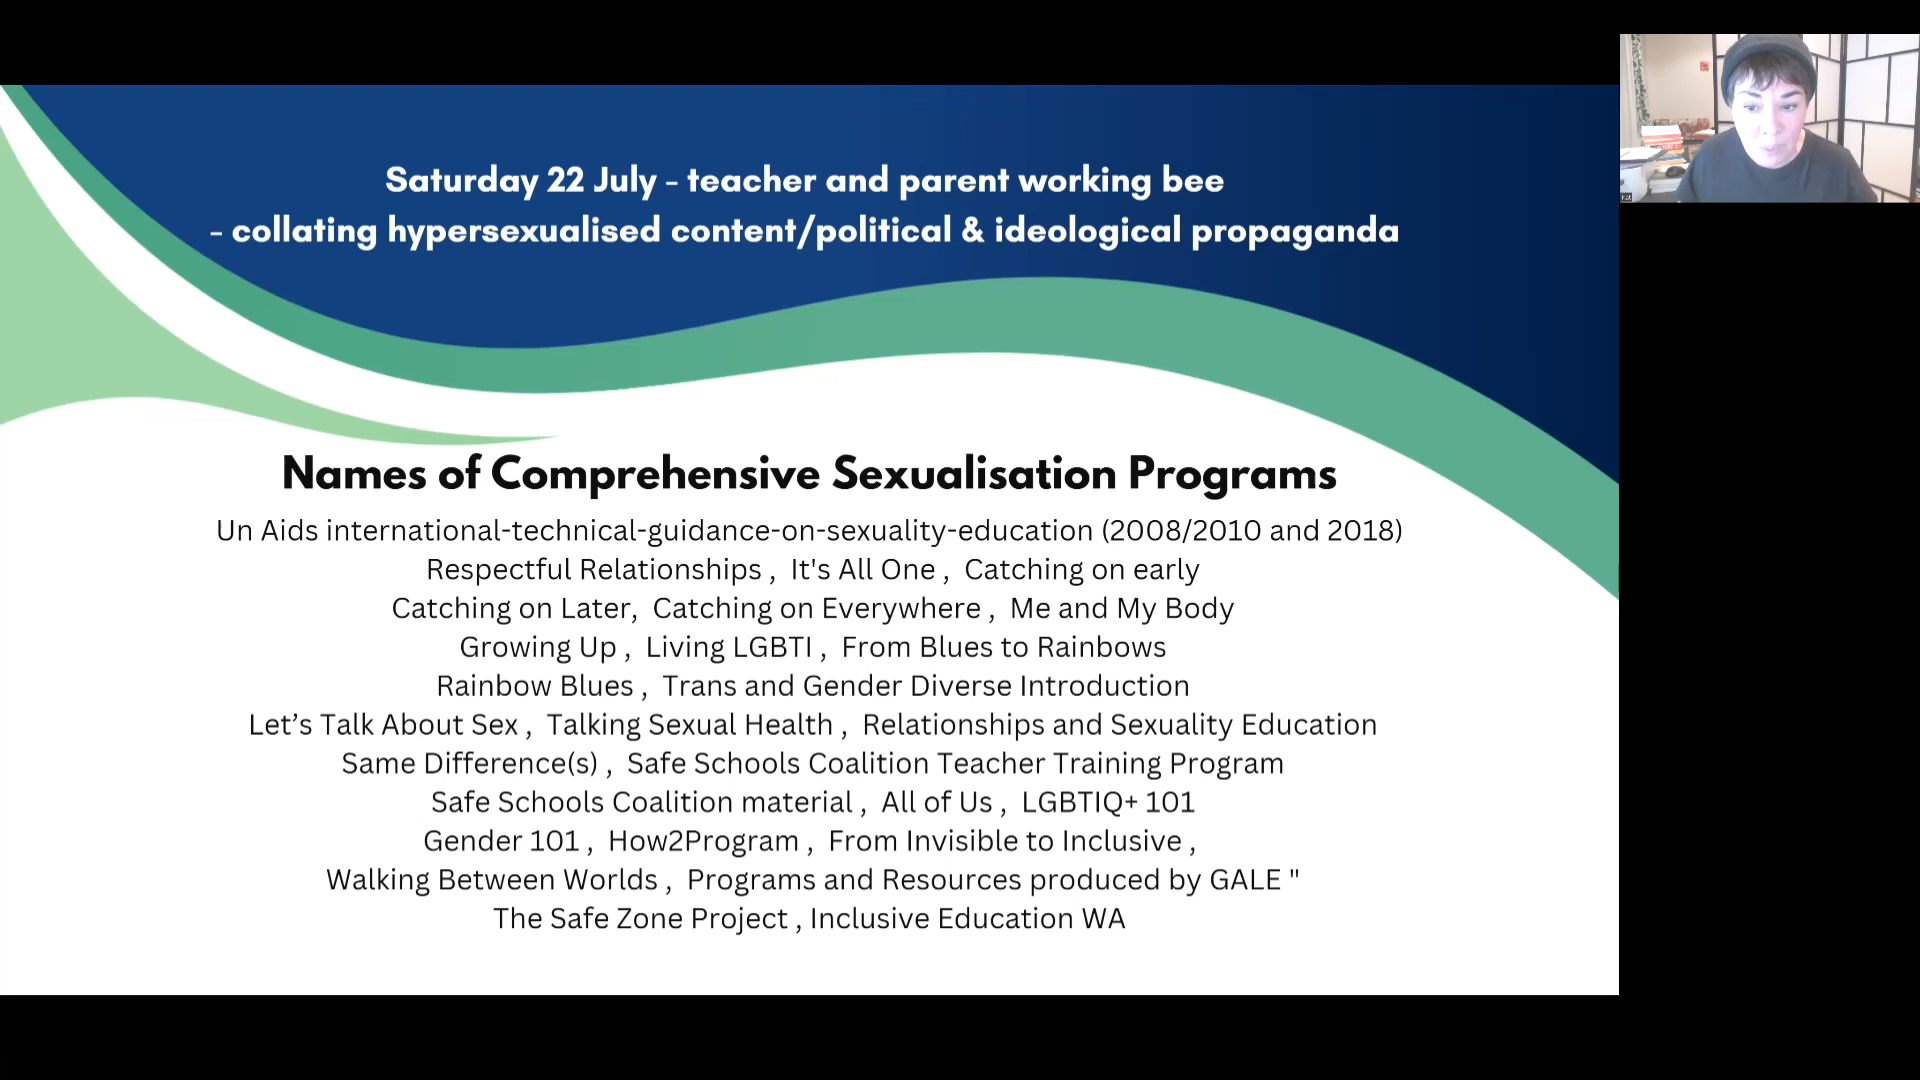 Saturday 22 July - teacher and parent working bee
- collating hypersexualised content/political & ideological propaganda
Names of Comprehensive Sexualisation Programs
Un Aids international-technical-guidance-on-sexuality-education (2008/2010 and 2018)
Respectful Relationships , It's All One , Catching on early
Catching on Later, Catching on Everywhere , Me and My Body
Growing Up , Living LGBTI , From Blues to Rainbows
Rainbow Blues , Trans and Gender Diverse Introduction
Let’s Talk About Sex , Talking Sexual Health , Relationships and Sexuality Education
Same Difference(s) , Safe Schools Coalition Teacher Training Program
Safe Schools Coalition material , All of Us , LGBTIQ+ 101
Gender 101 , How2Program , From Invisible to Inclusive ,
Walking Between Worlds , Programs and Resources produced by GALE "
The Safe Zone Project , Inclusive Education WA